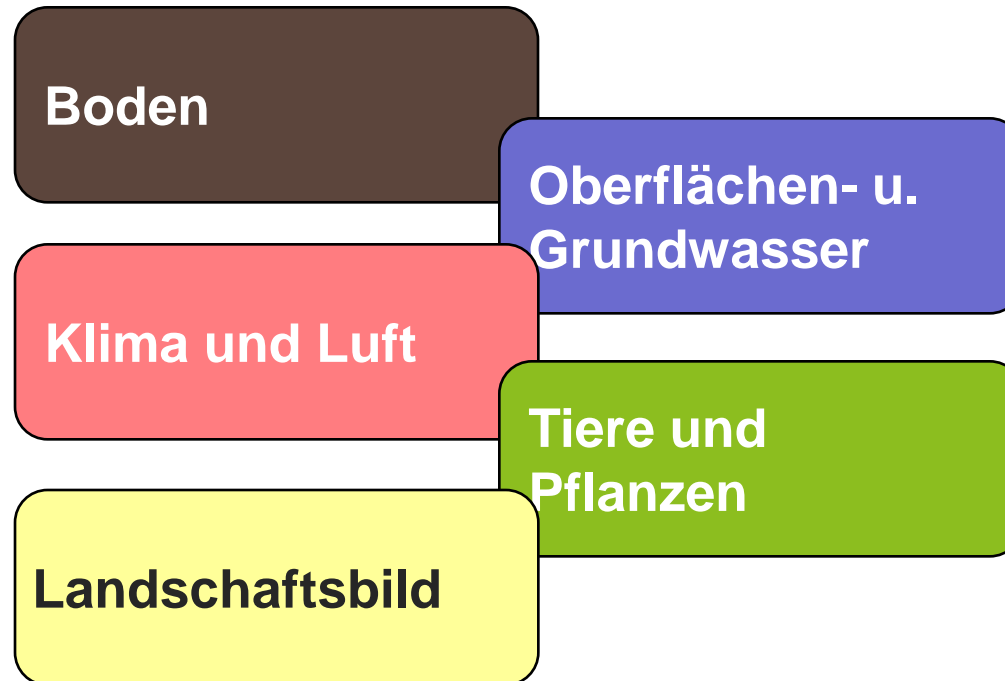 Boden
Oberflächen- u.
Grundwasser
Klima und Luft
Tiere und
Pflanzen
Landschaftsbild